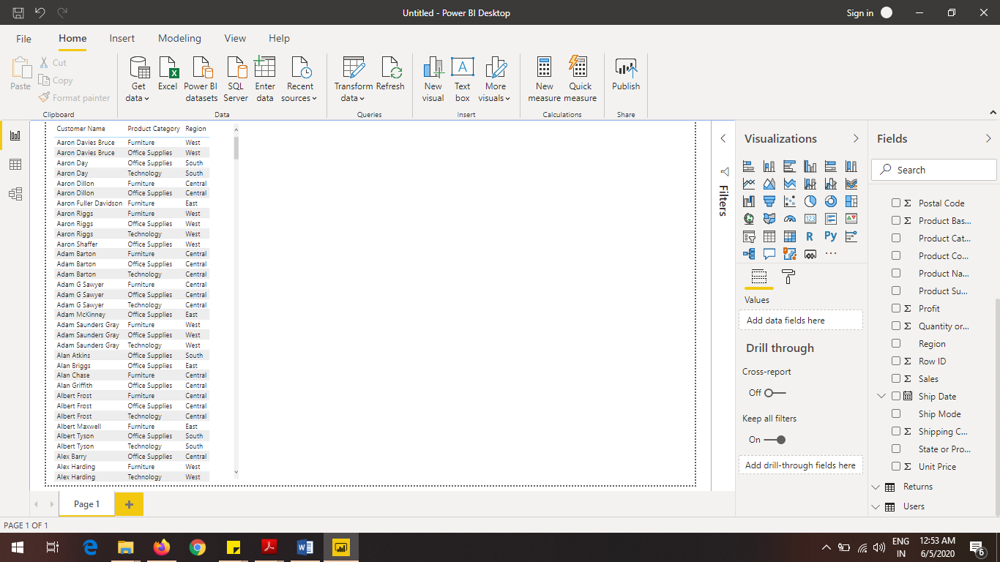 Untitled - Power BI Desktop
Sign in
File Home Insert Modeling View Help
Paste
Cut
Copy
Format painter
Clipboard
Get data
Excel
Power BI datasets
SQL Server
Enter data
Recent sources
Data
Transform data
Refresh
Queries
New visual
Text box
More visuals
Insert
New measure
Quick measure
Calculations
Publish
Share
Customer Name Product Category Region
Aaron Davies Bruce Furniture West
Aaron Davies Bruce Office Supplies West
Aaron Day Office Supplies South
Aaron Day Technology South
Aaron Dillon Furniture Central
Aaron Dillon Office Supplies Central
Aaron Fuller Davidson Furniture East
Aaron Riggs Furniture West
Aaron Riggs Office Supplies West
Aaron Riggs Technology West
Aaron Shaffer Office Supplies West
Adam Barton Furniture Central
Adam Barton Office Supplies Central
Adam Barton Technology Central
Adam G Sawyer Furniture Central
Adam G Sawyer Office Supplies Central
Adam G Sawyer Technology Central
Adam McKinney Office Supplies East
Adam Saunders Gray Furniture West
Adam Saunders Gray Office Supplies West
Adam Saunders Gray Technology West
Alan Atkins Office Supplies South
Alan Briggs Office Supplies East
Alan Chase Furniture Central
Alan Griffith Office Supplies Central
Albert Frost Furniture Central
Albert Frost Office Supplies Central
Albert Frost Technology Central
Albert Maxwell Furniture East
Albert Tyson Office Supplies South
Albert Tyson Technology South
Alex Barry Office Supplies Central
Alex Harding Furniture West
Alex Harding Technology West
Filters
Visualizations
123
R
Py
Values
Add data fields here
Drill through
Cross-report
Off
Keep all filters
On
Add drill-through fields here
Fields
Search
Σ Postal Code
Σ Product Bas...
Product Cat...
Product Co...
Product Na...
Product Su...
Σ Profit
Σ Quantity or...
Region
Σ Row ID
Σ Sales
Ship Date
Ship Mode
Σ Shipping C...
State or Pro...
Σ Unit Price
Returns
Users
Page 1
PAGE 1 OF 1
ENG
IN
12:53 AM
6/5/2020
6